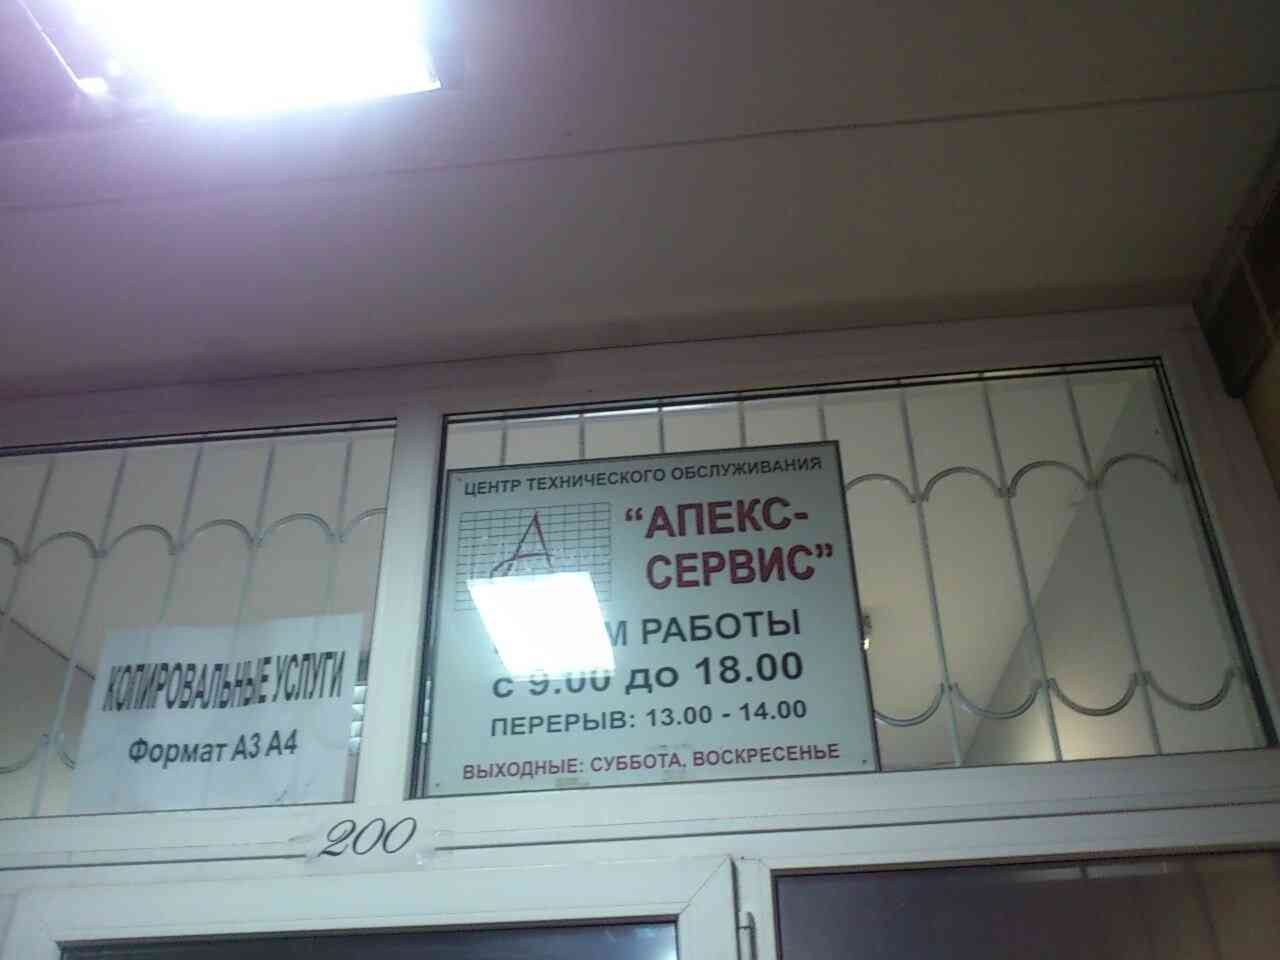 ЦЕНТР ТЕХНИЧЕСКОГО ОБСЛУЖИВАНИЯ
А
“АПЕКС-
СЕРВИС”
РАБОТЫ
с 9.00 до 18.00
ПЕРЕРЫВ: 13.00 - 14.00
ВЫХОДНЫЕ: СУББОТА, ВОСКРЕСЕНЬЕ
КОПИРОВАЛЬНЫЕ УСЛУГИ
Формат А3 А4
200